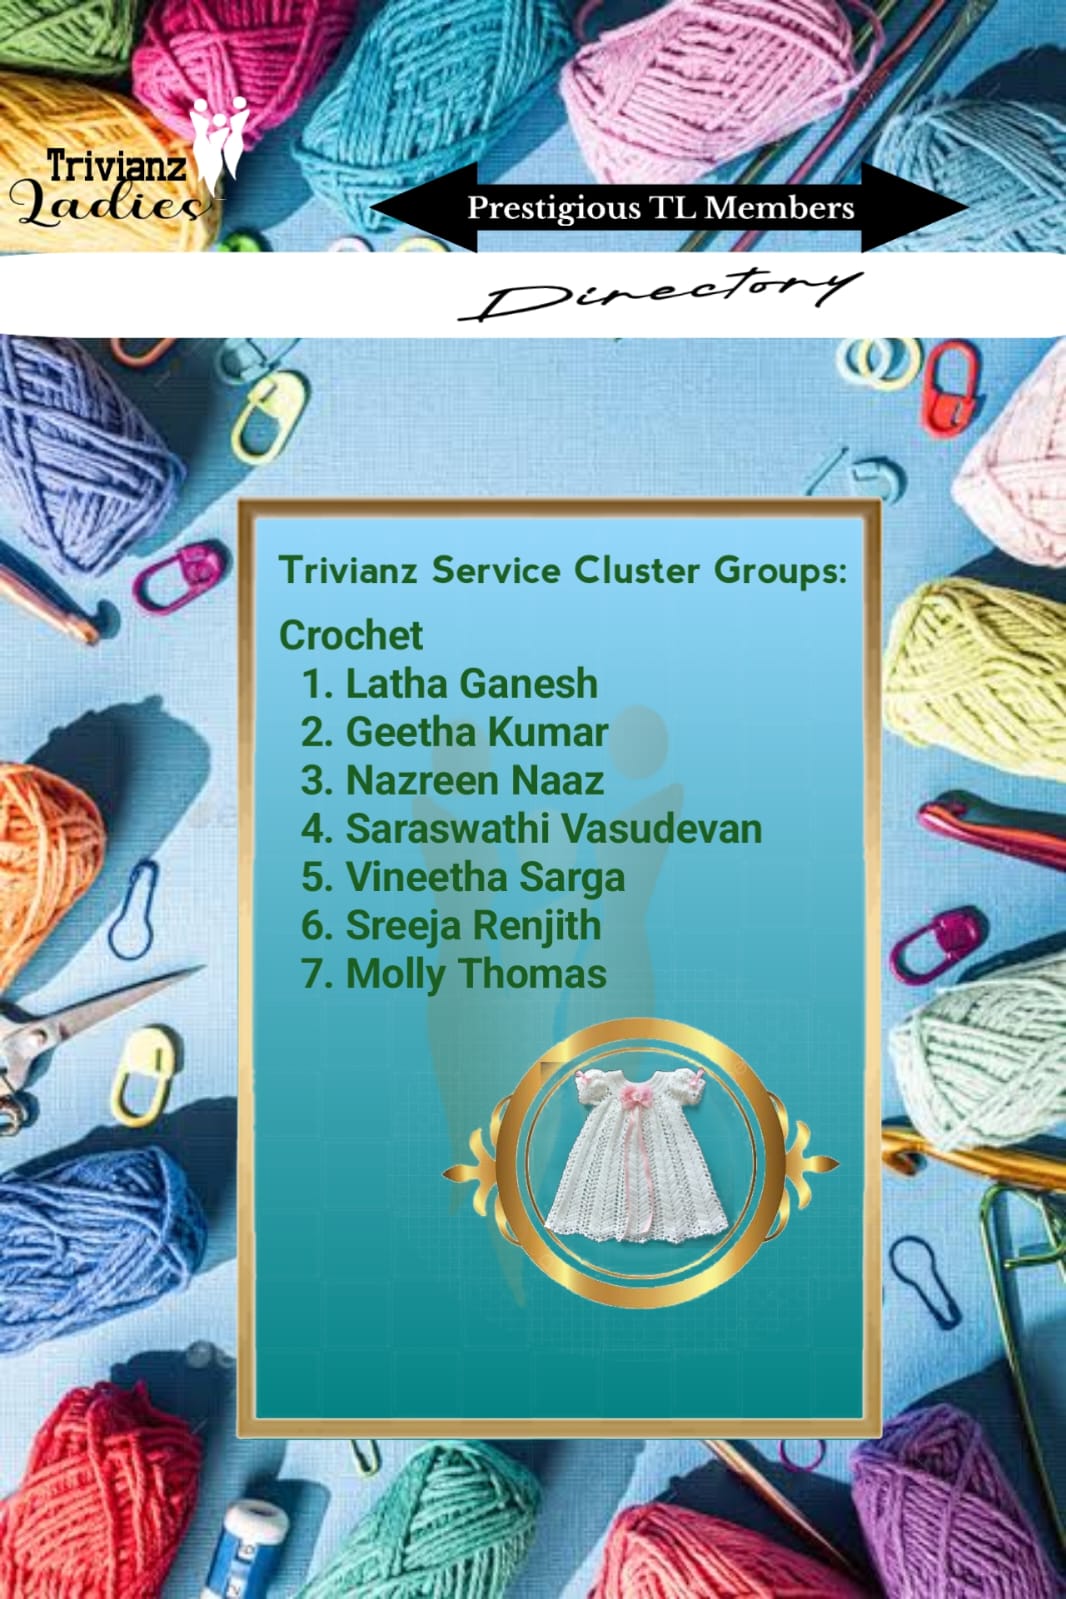 Trivianz
Ladies
Prestigious TL Members
Directory
Trivianz Service Cluster Groups:
Crochet
1. Latha Ganesh
2. Geetha Kumar
3. Nazreen Naaz
4. Saraswathi Vasudevan
5. Vineetha Sarga
6. Sreeja Renjith
7. Molly Thomas